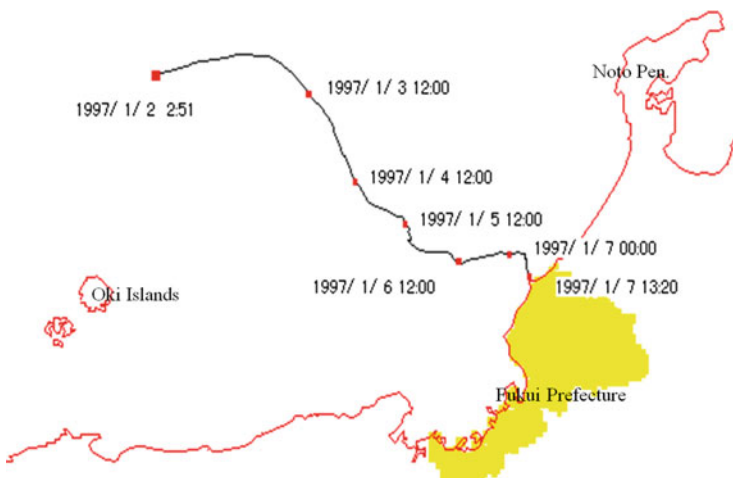 Noto Pen.
1997/ 1/ 3 12:00
1997/ 1/ 2 2:51
1997/ 1/ 4 12:00
1997/ 1/ 5 12:00
1997/ 1/ 7 00:00
1997/ 1/ 6 12:00
1997/ 1/ 7 13:20
Oki Islands
Fukui Prefecture